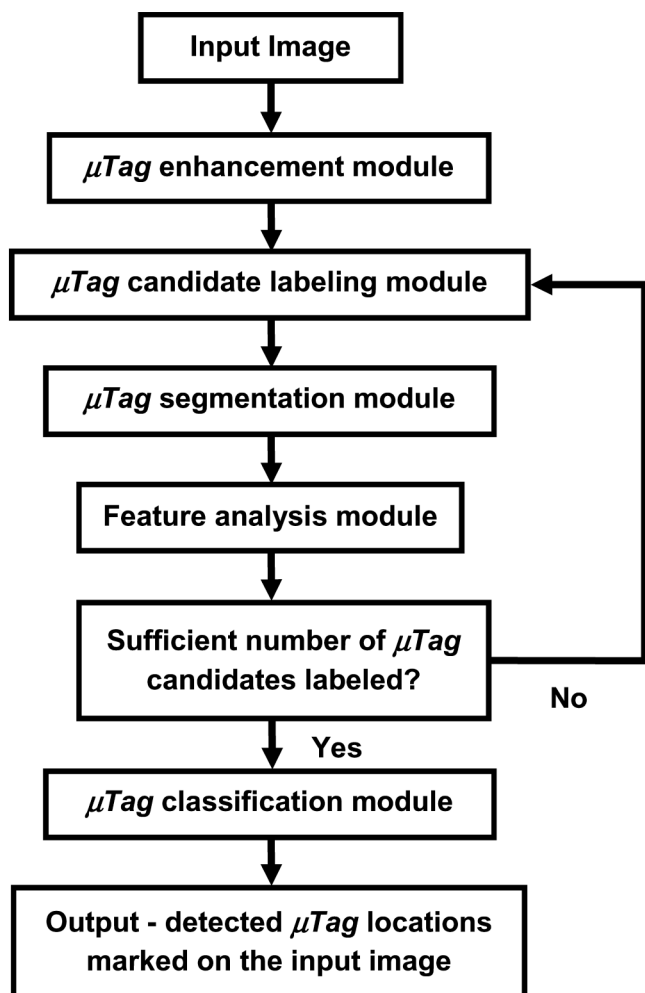 Input Image
μTag enhancement module
μTag candidate labeling module
μTag segmentation module
Feature analysis module
Sufficient number of μTag
candidates labeled?
No
Yes
μTag classification module
Output - detected μTag locations
marked on the input image